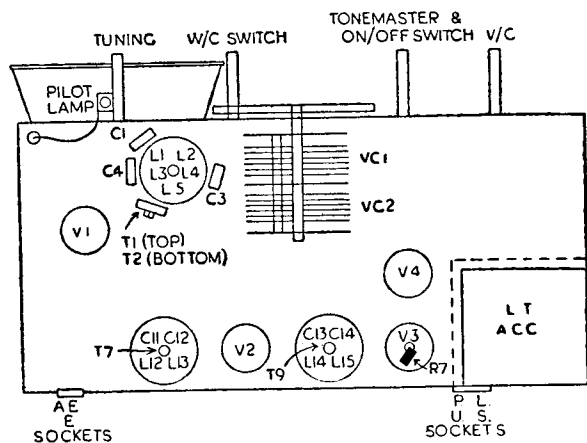 TUNING
W/C SWITCH
TONEMASTER &
ON/OFF SWITCH V/C
PILOT
LAMP
C1
L1 L2
L3 L4
L5
C4
C3
VC1
VC2
V1
T1 (TOP)
T2 (BOTTOM)
V4
LT
ACC
T7
C11 C12
L12 L13
V2
C13 C14
L14 L15
T9
V3
R7
A E
E
SOCKETS
P L.
U S.
SOCKETS